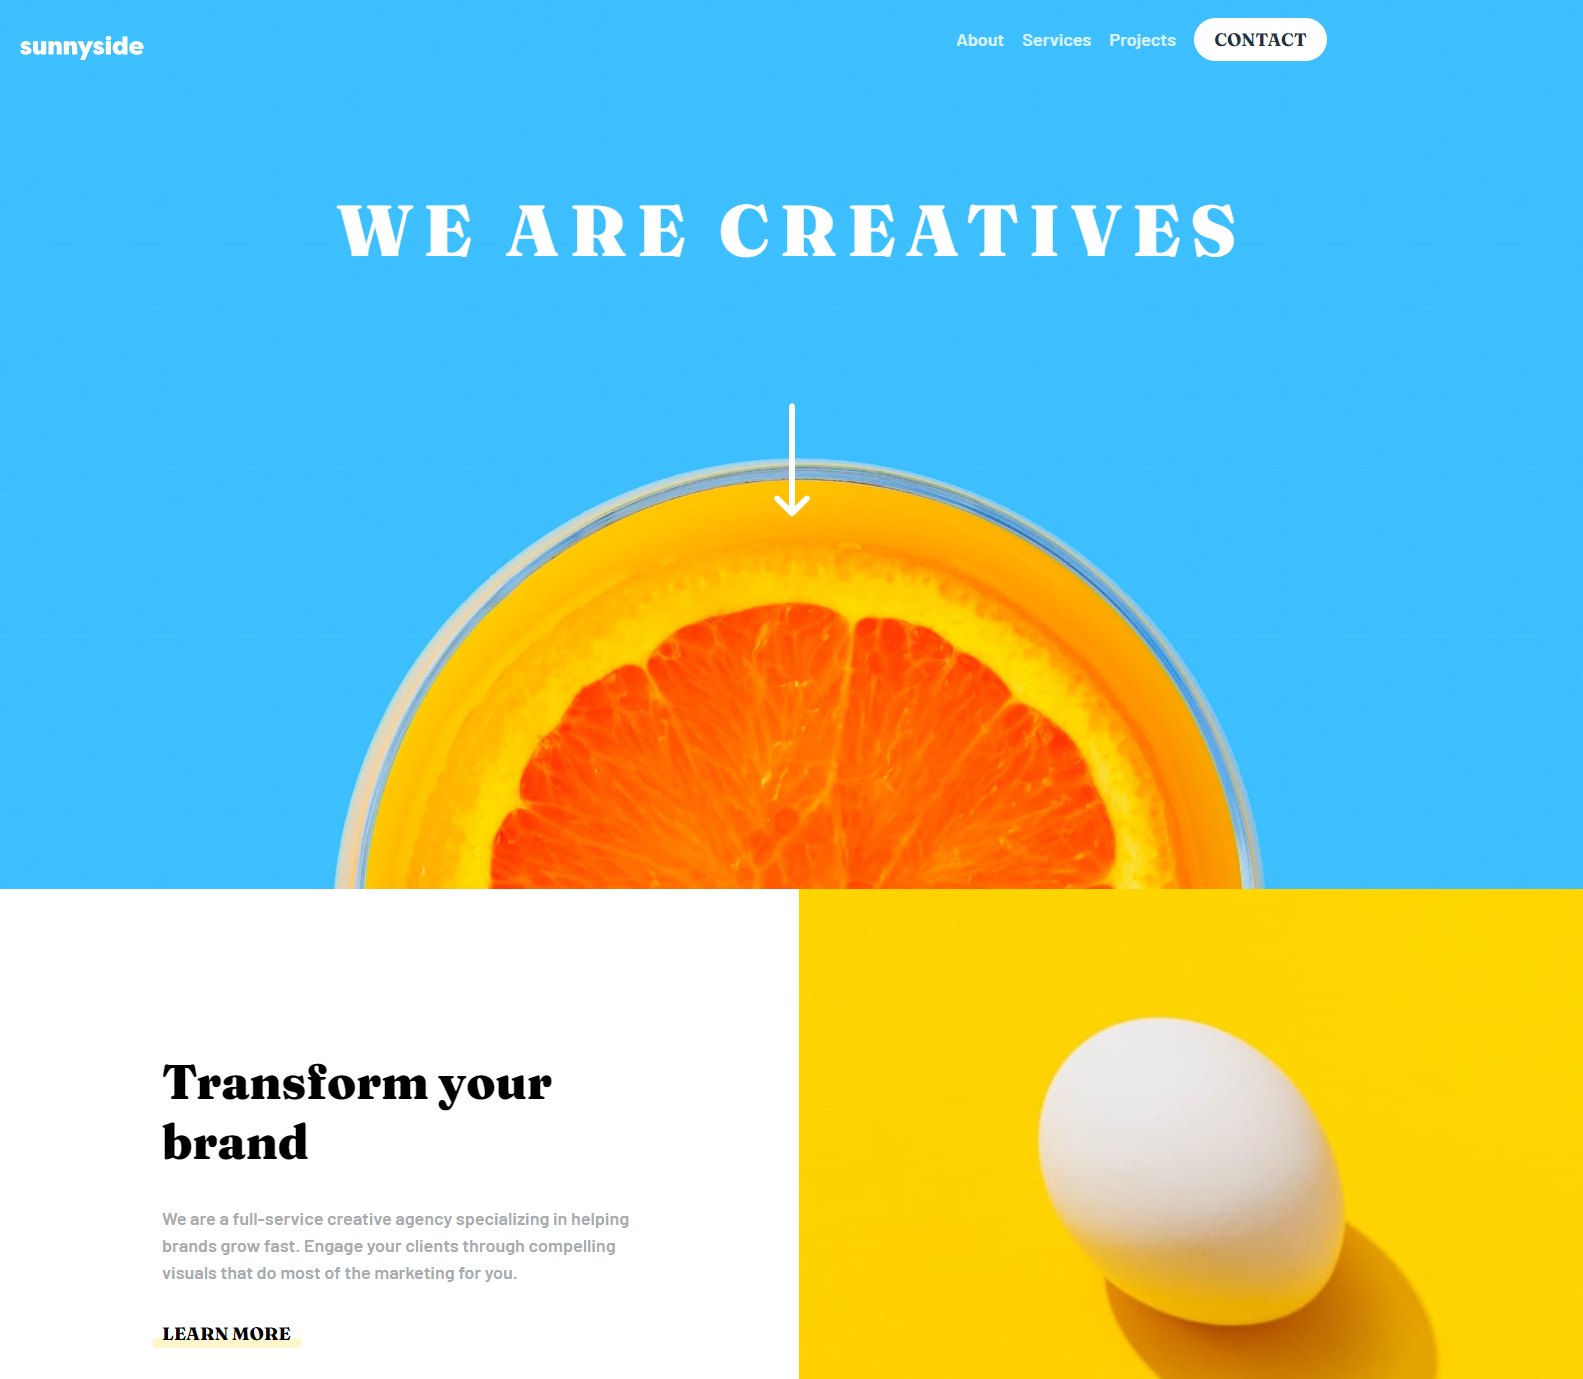 sunnyside
About Services Projects CONTACT
WE ARE CREATIVES
Transform your
brand
We are a full-service creative agency specializing in helping
brands grow fast. Engage your clients through compelling
visuals that do most of the marketing for you.
LEARN MORE